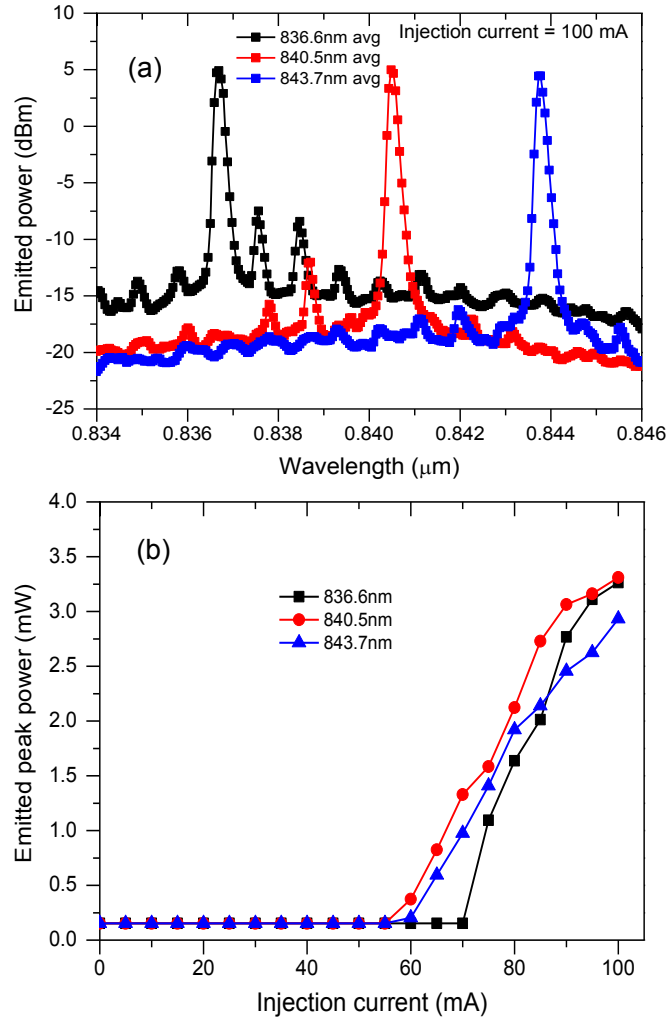 (a)
836.6nm avg
840.5nm avg
843.7nm avg
Injection current = 100 mA
Emitted power (dBm)
10
5
0
-5
-10
-15
-20
-25
0.834 0.836 0.838 0.840 0.842 0.844 0.846
Wavelength (μm)
(b)
836.6nm
840.5nm
843.7nm
Emitted peak power (mW)
4.0
3.5
3.0
2.5
2.0
1.5
1.0
0.5
0.0
0 20 40 60 80 100
Injection current (mA)